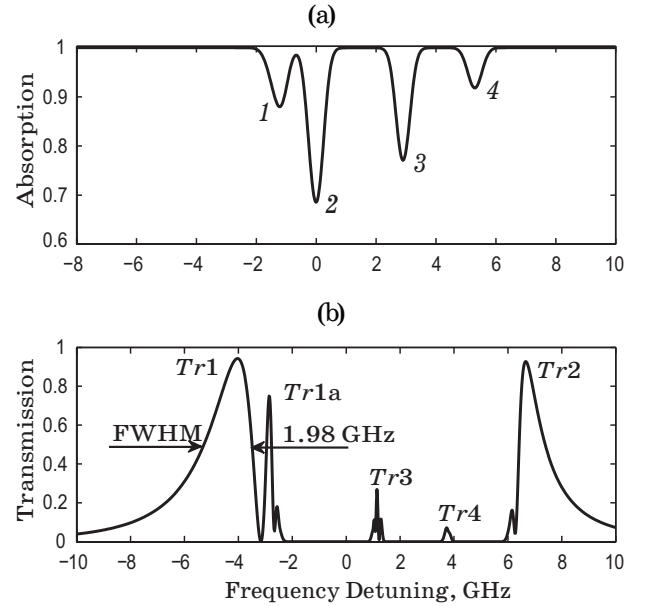 (a)
Absorption
1
0.9
0.8
0.7
0.6
1
2
3
4
−8 −6 −4 −2 0 2 4 6 8 10
(b)
Transmission
1
0.8
0.6
0.4
0.2
0
Tr1
Tr1a
Tr2
FWHM
1.98 GHz
Tr3
Tr4
−10 −8 −6 −4 −2 0 2 4 6 8 10
Frequency Detuning, GHz